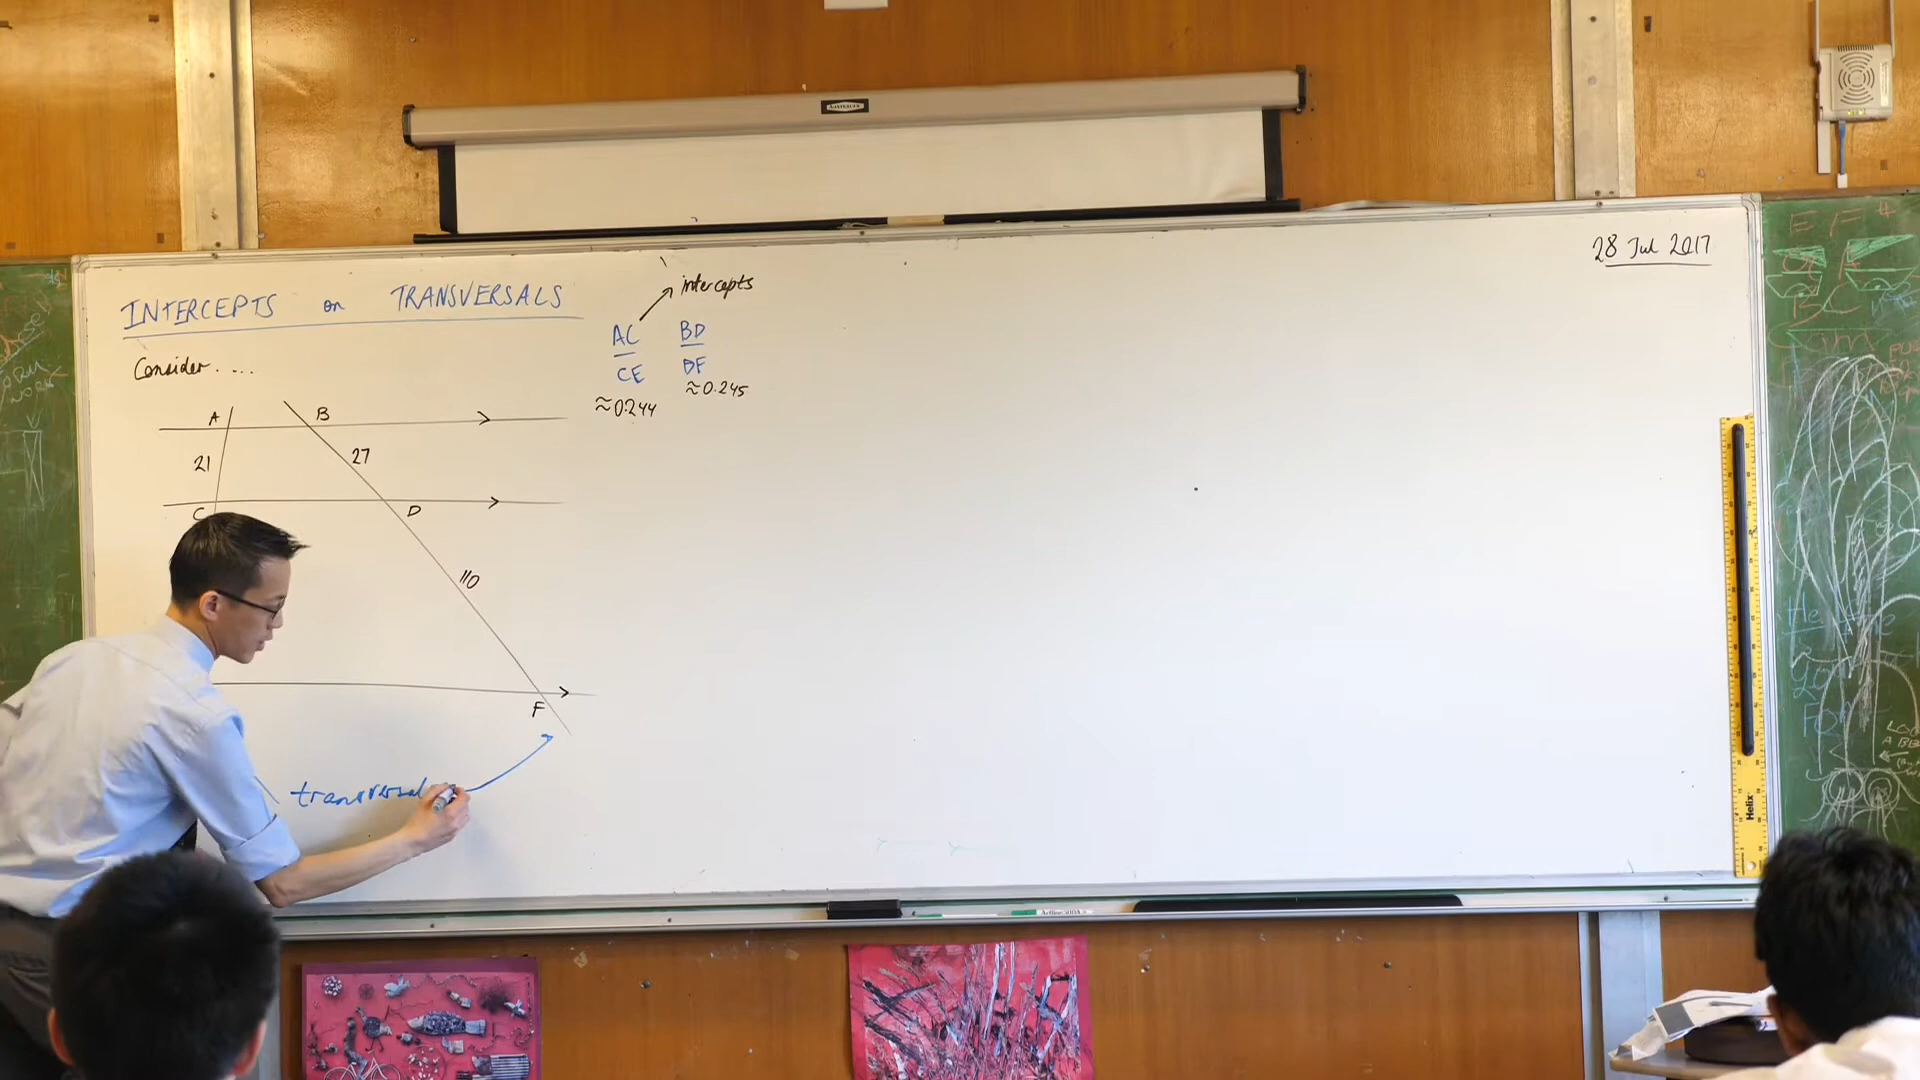 28 Jul 2017
INTERCEPTS on TRANSVERSALS
intercepts
AC BD
CE DF
≈0.244 ≈0.245
Consider....
A B
21 27
C D
110
F
transversal
Helix
E F #